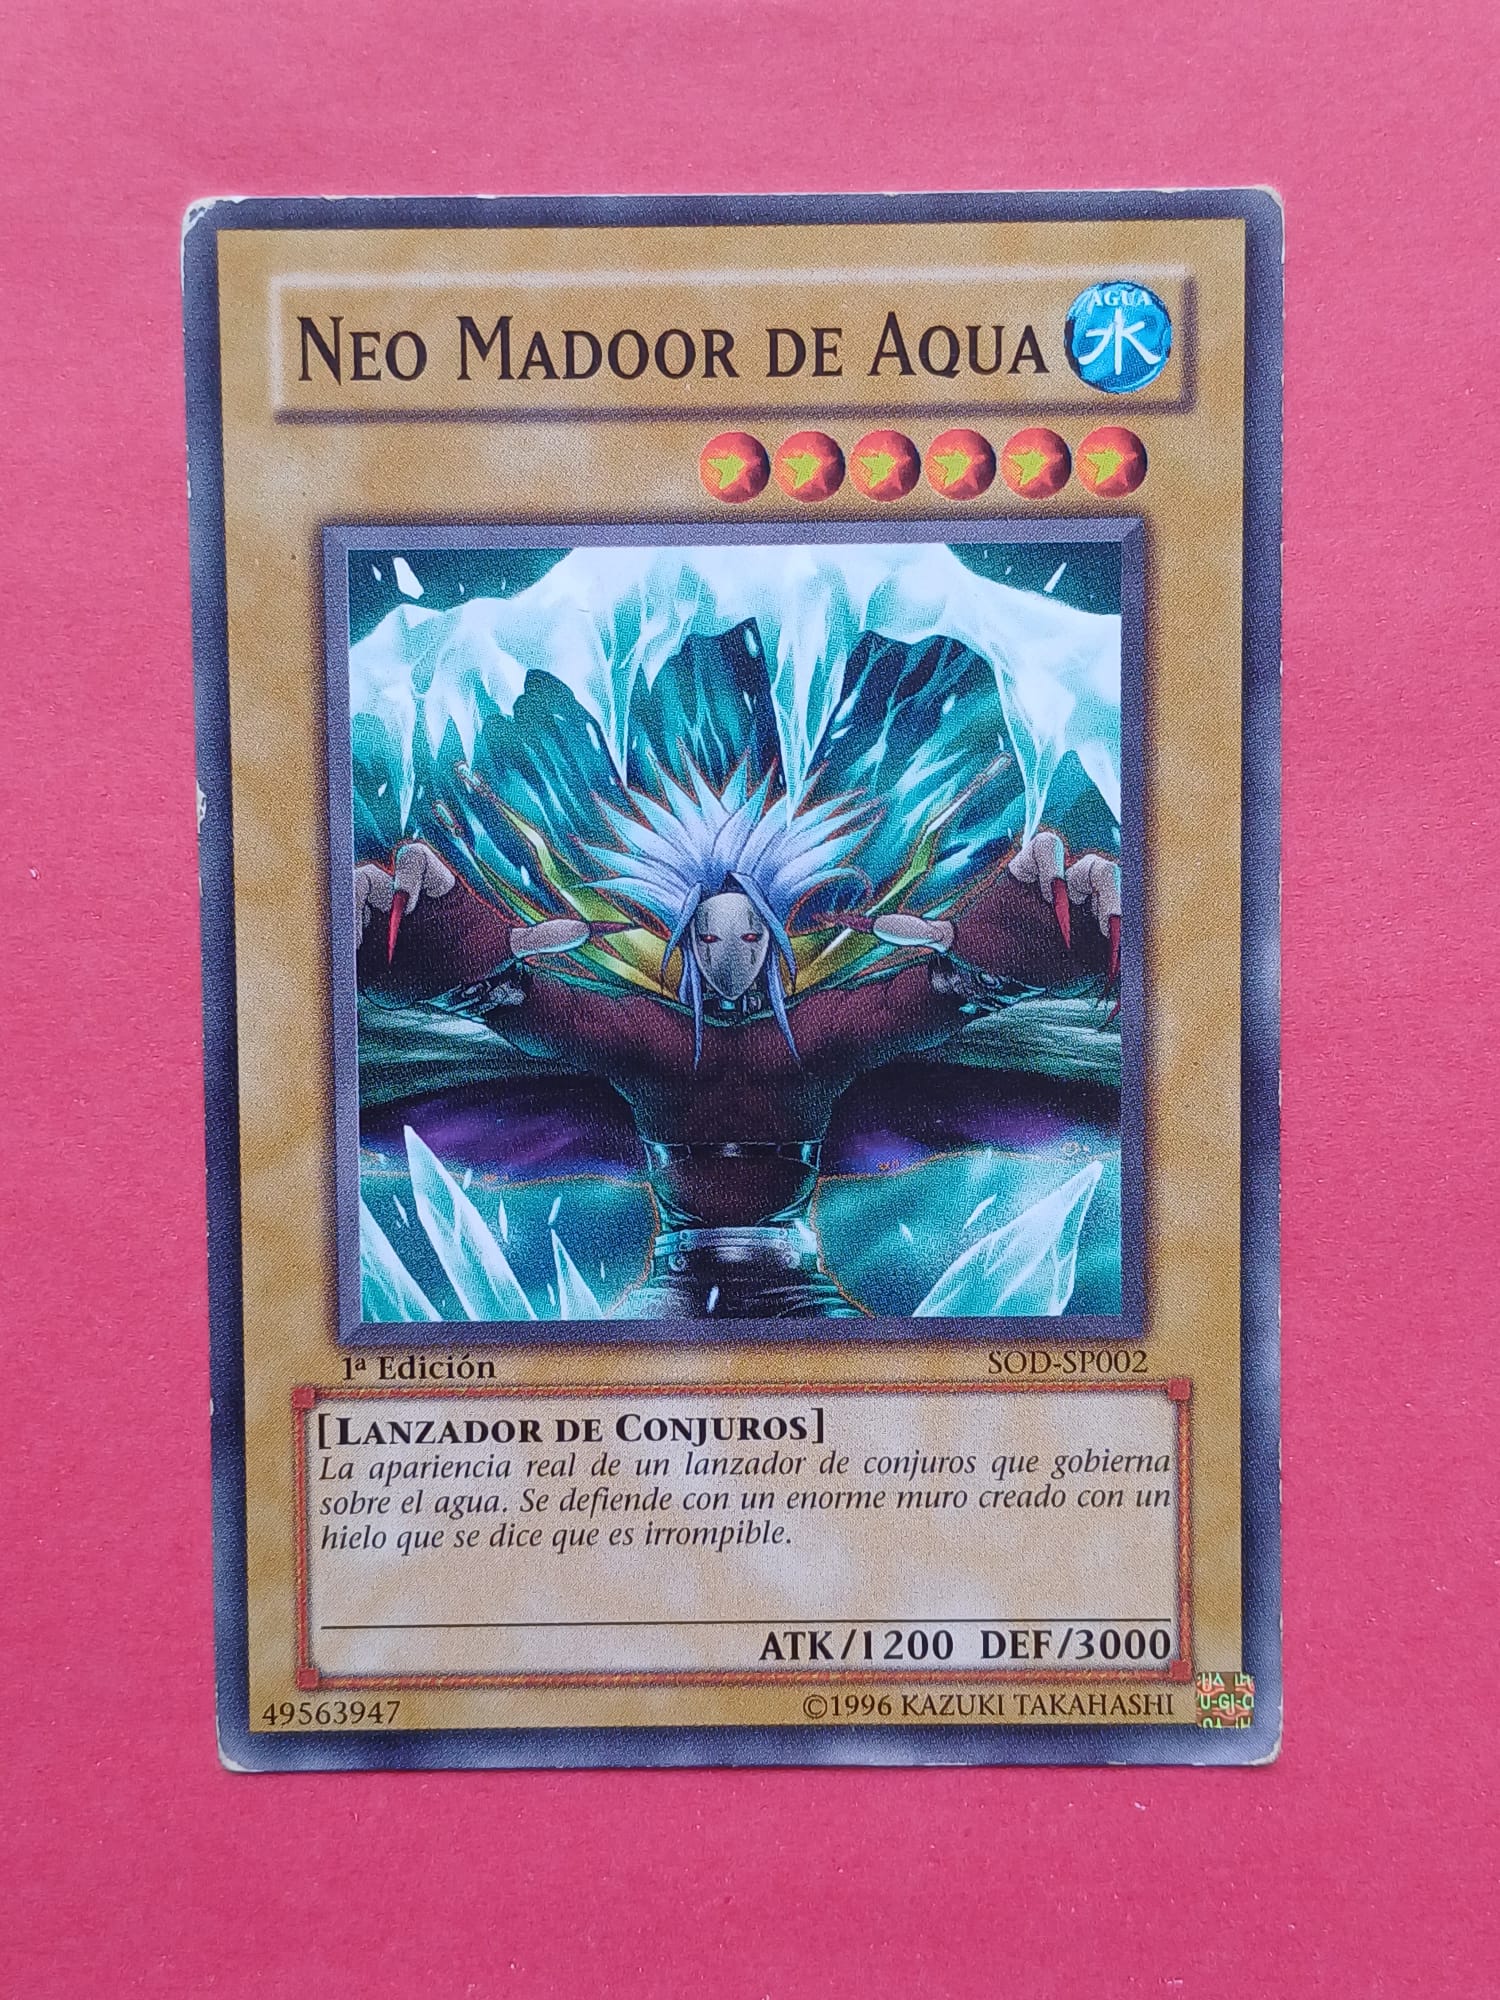 Neo Madoor de Aqua
AGUA
水
1ª Edición
SOD-SP002
[Lanzador de Conjuros]
La apariencia real de un lanzador de conjuros que gobierna
sobre el agua. Se defiende con un enorme muro creado con un
hielo que se dice que es irrompible.
ATK/1200 DEF/3000
49563947
©1996 KAZUKI TAKAHASHI